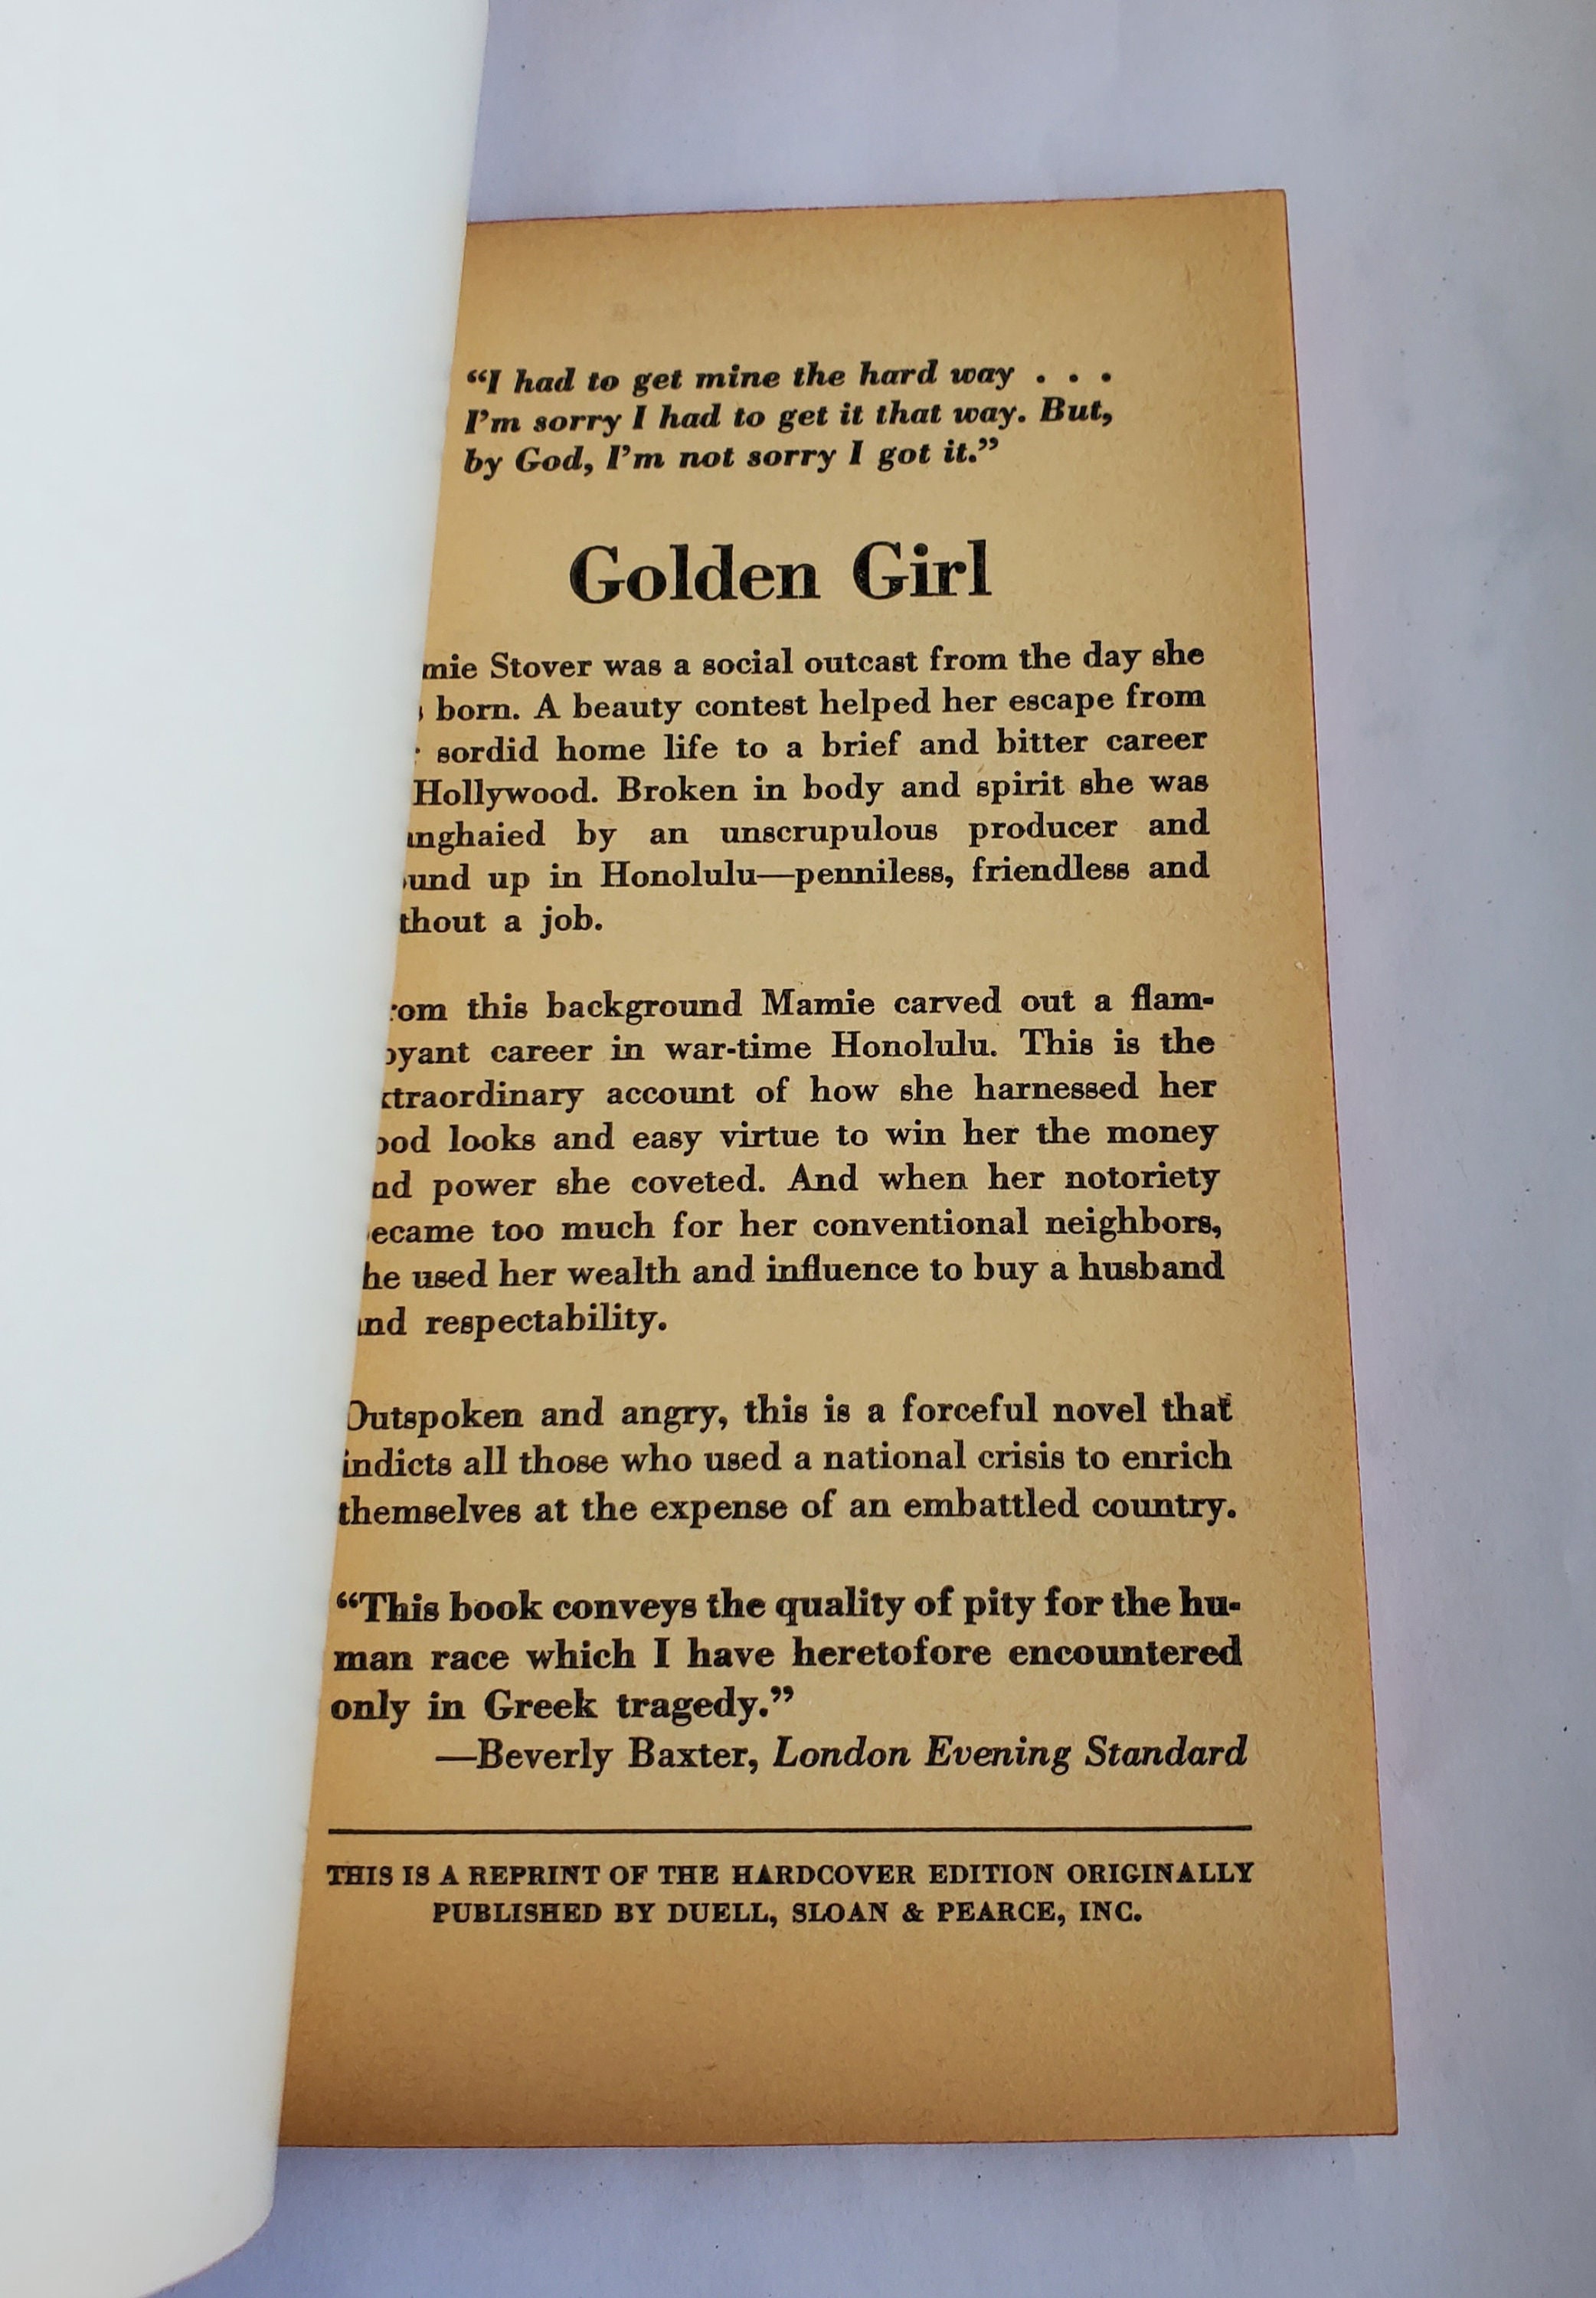 “I had to get mine the hard way . . .
I’m sorry I had to get it that way. But,
by God, I’m not sorry I got it.”
Golden Girl
mie Stover was a social outcast from the day she
born. A beauty contest helped her escape from
sordid home life to a brief and bitter career
Hollywood. Broken in body and spirit she was
anghaied by an unscrupulous producer and
ound up in Honolulu—penniless, friendless and
thout a job.
rom this background Mamie carved out a flam-
oyant career in war-time Honolulu. This is the
xtraordinary account of how she harnessed her
ood looks and easy virtue to win her the money
nd power she coveted. And when her notoriety
ecame too much for her conventional neighbors,
he used her wealth and influence to buy a husband
and respectability.
Outspoken and angry, this is a forceful novel that
indicts all those who used a national crisis to enrich
themselves at the expense of an embattled country.
“This book conveys the quality of pity for the hu-
man race which I have heretofore encountered
only in Greek tragedy.”
—Beverly Baxter, London Evening Standard
THIS IS A REPRINT OF THE HARDCOVER EDITION ORIGINALLY
PUBLISHED BY DUELL, SLOAN & PEARCE, INC.